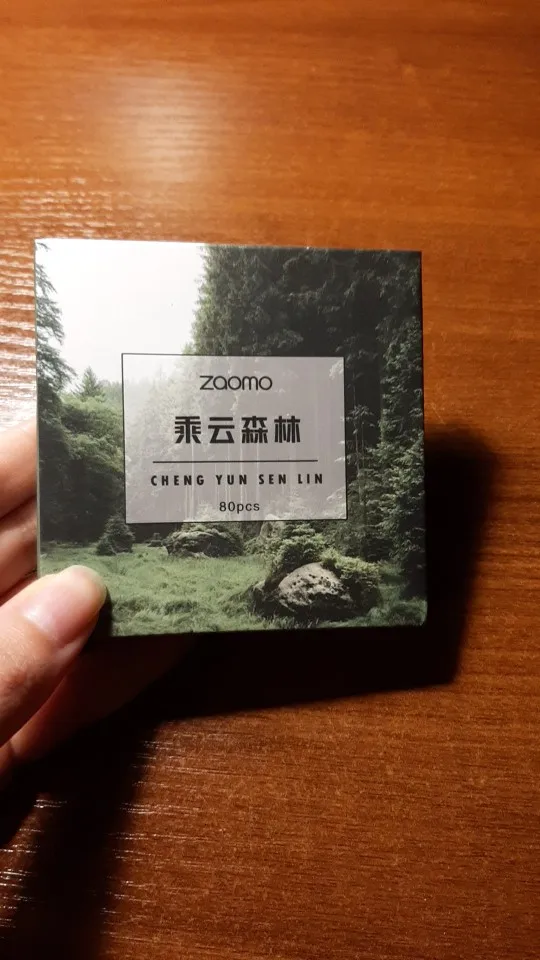 zaomo
乘云森林
CHENG YUN SEN LIN
80pcs